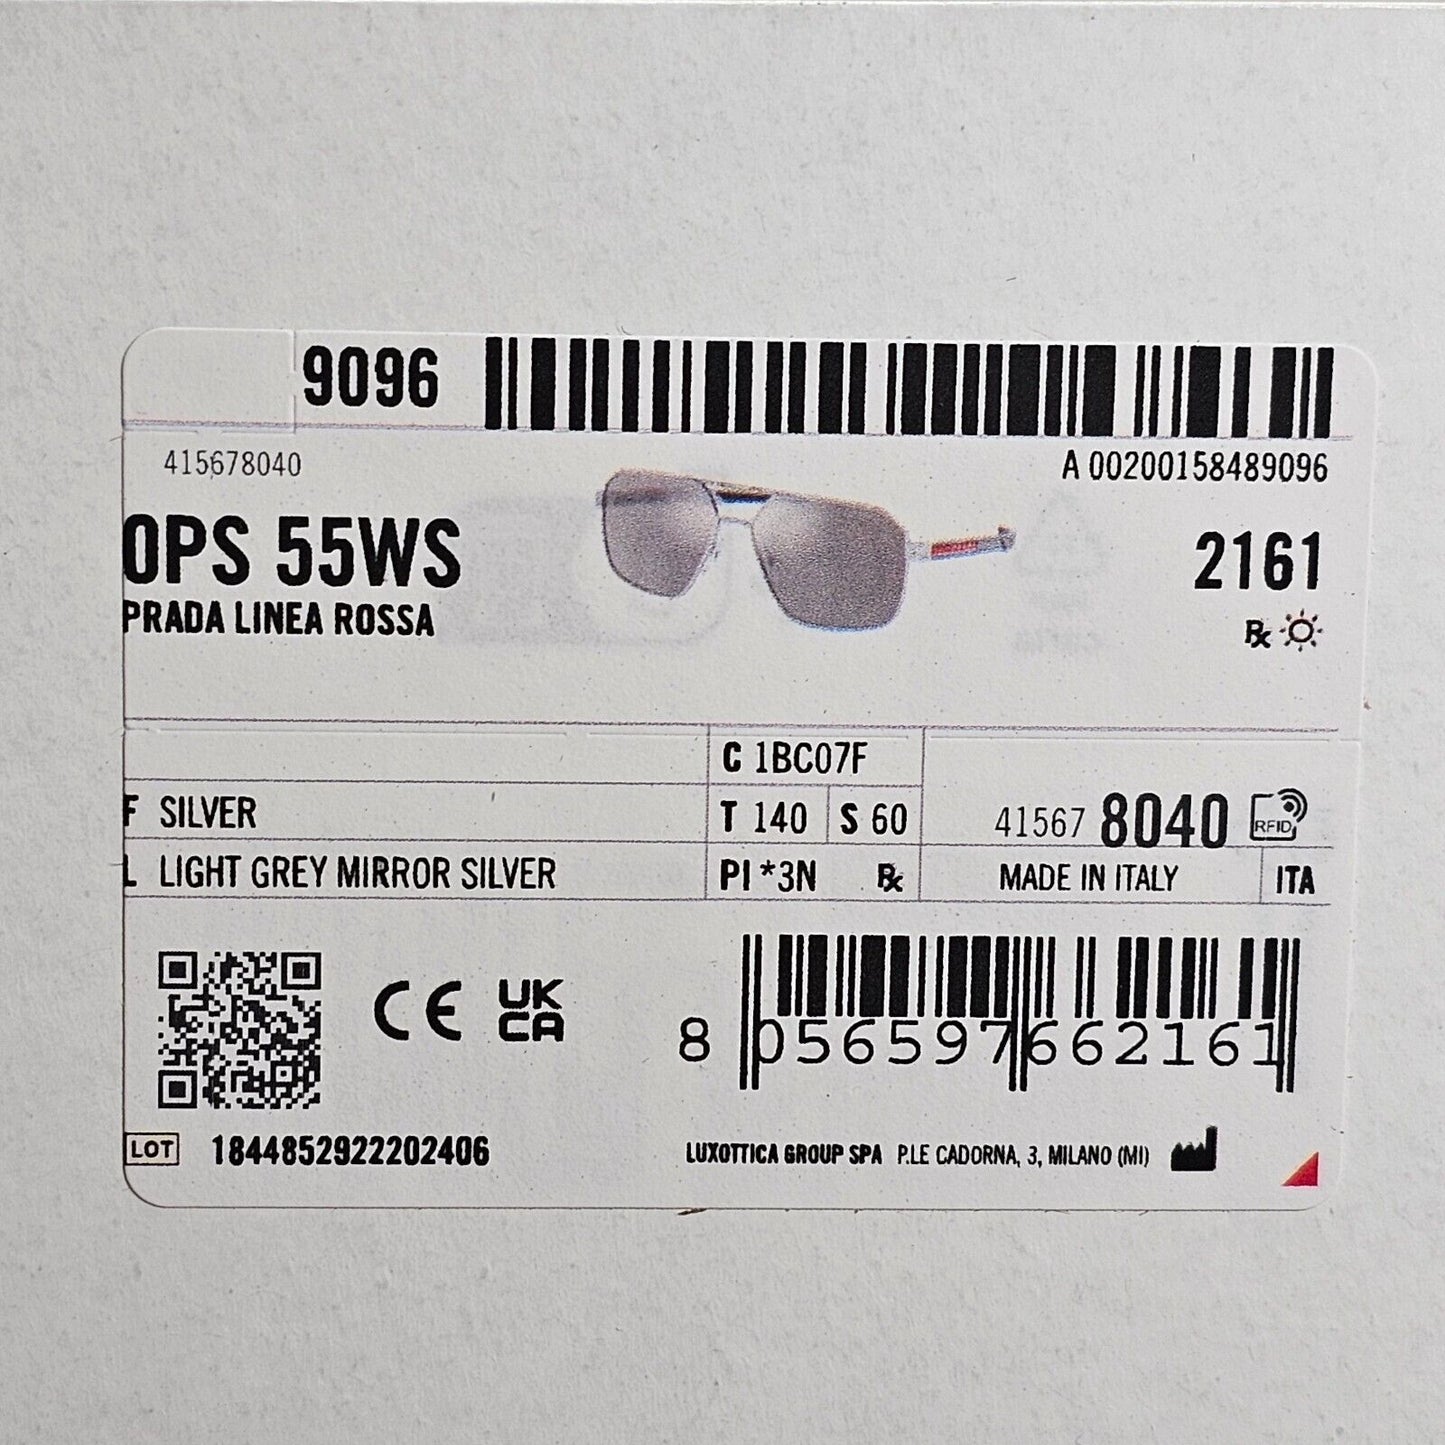 9096
415678040
A 00200158489096
0PS 55WS
2161
PRADA LINEA ROSSA
Rx
C 1BC07F
F SILVER
T 140 S 60
41567 8040
RFID
L LIGHT GREY MIRROR SILVER
PI *3N Rx
MADE IN ITALY
ITA
CE
UK
CA
8 056597 662161
LOT 1844852922202406
LUXOTTICA GROUP SPA P.LE CADORNA, 3, MILANO (MI)